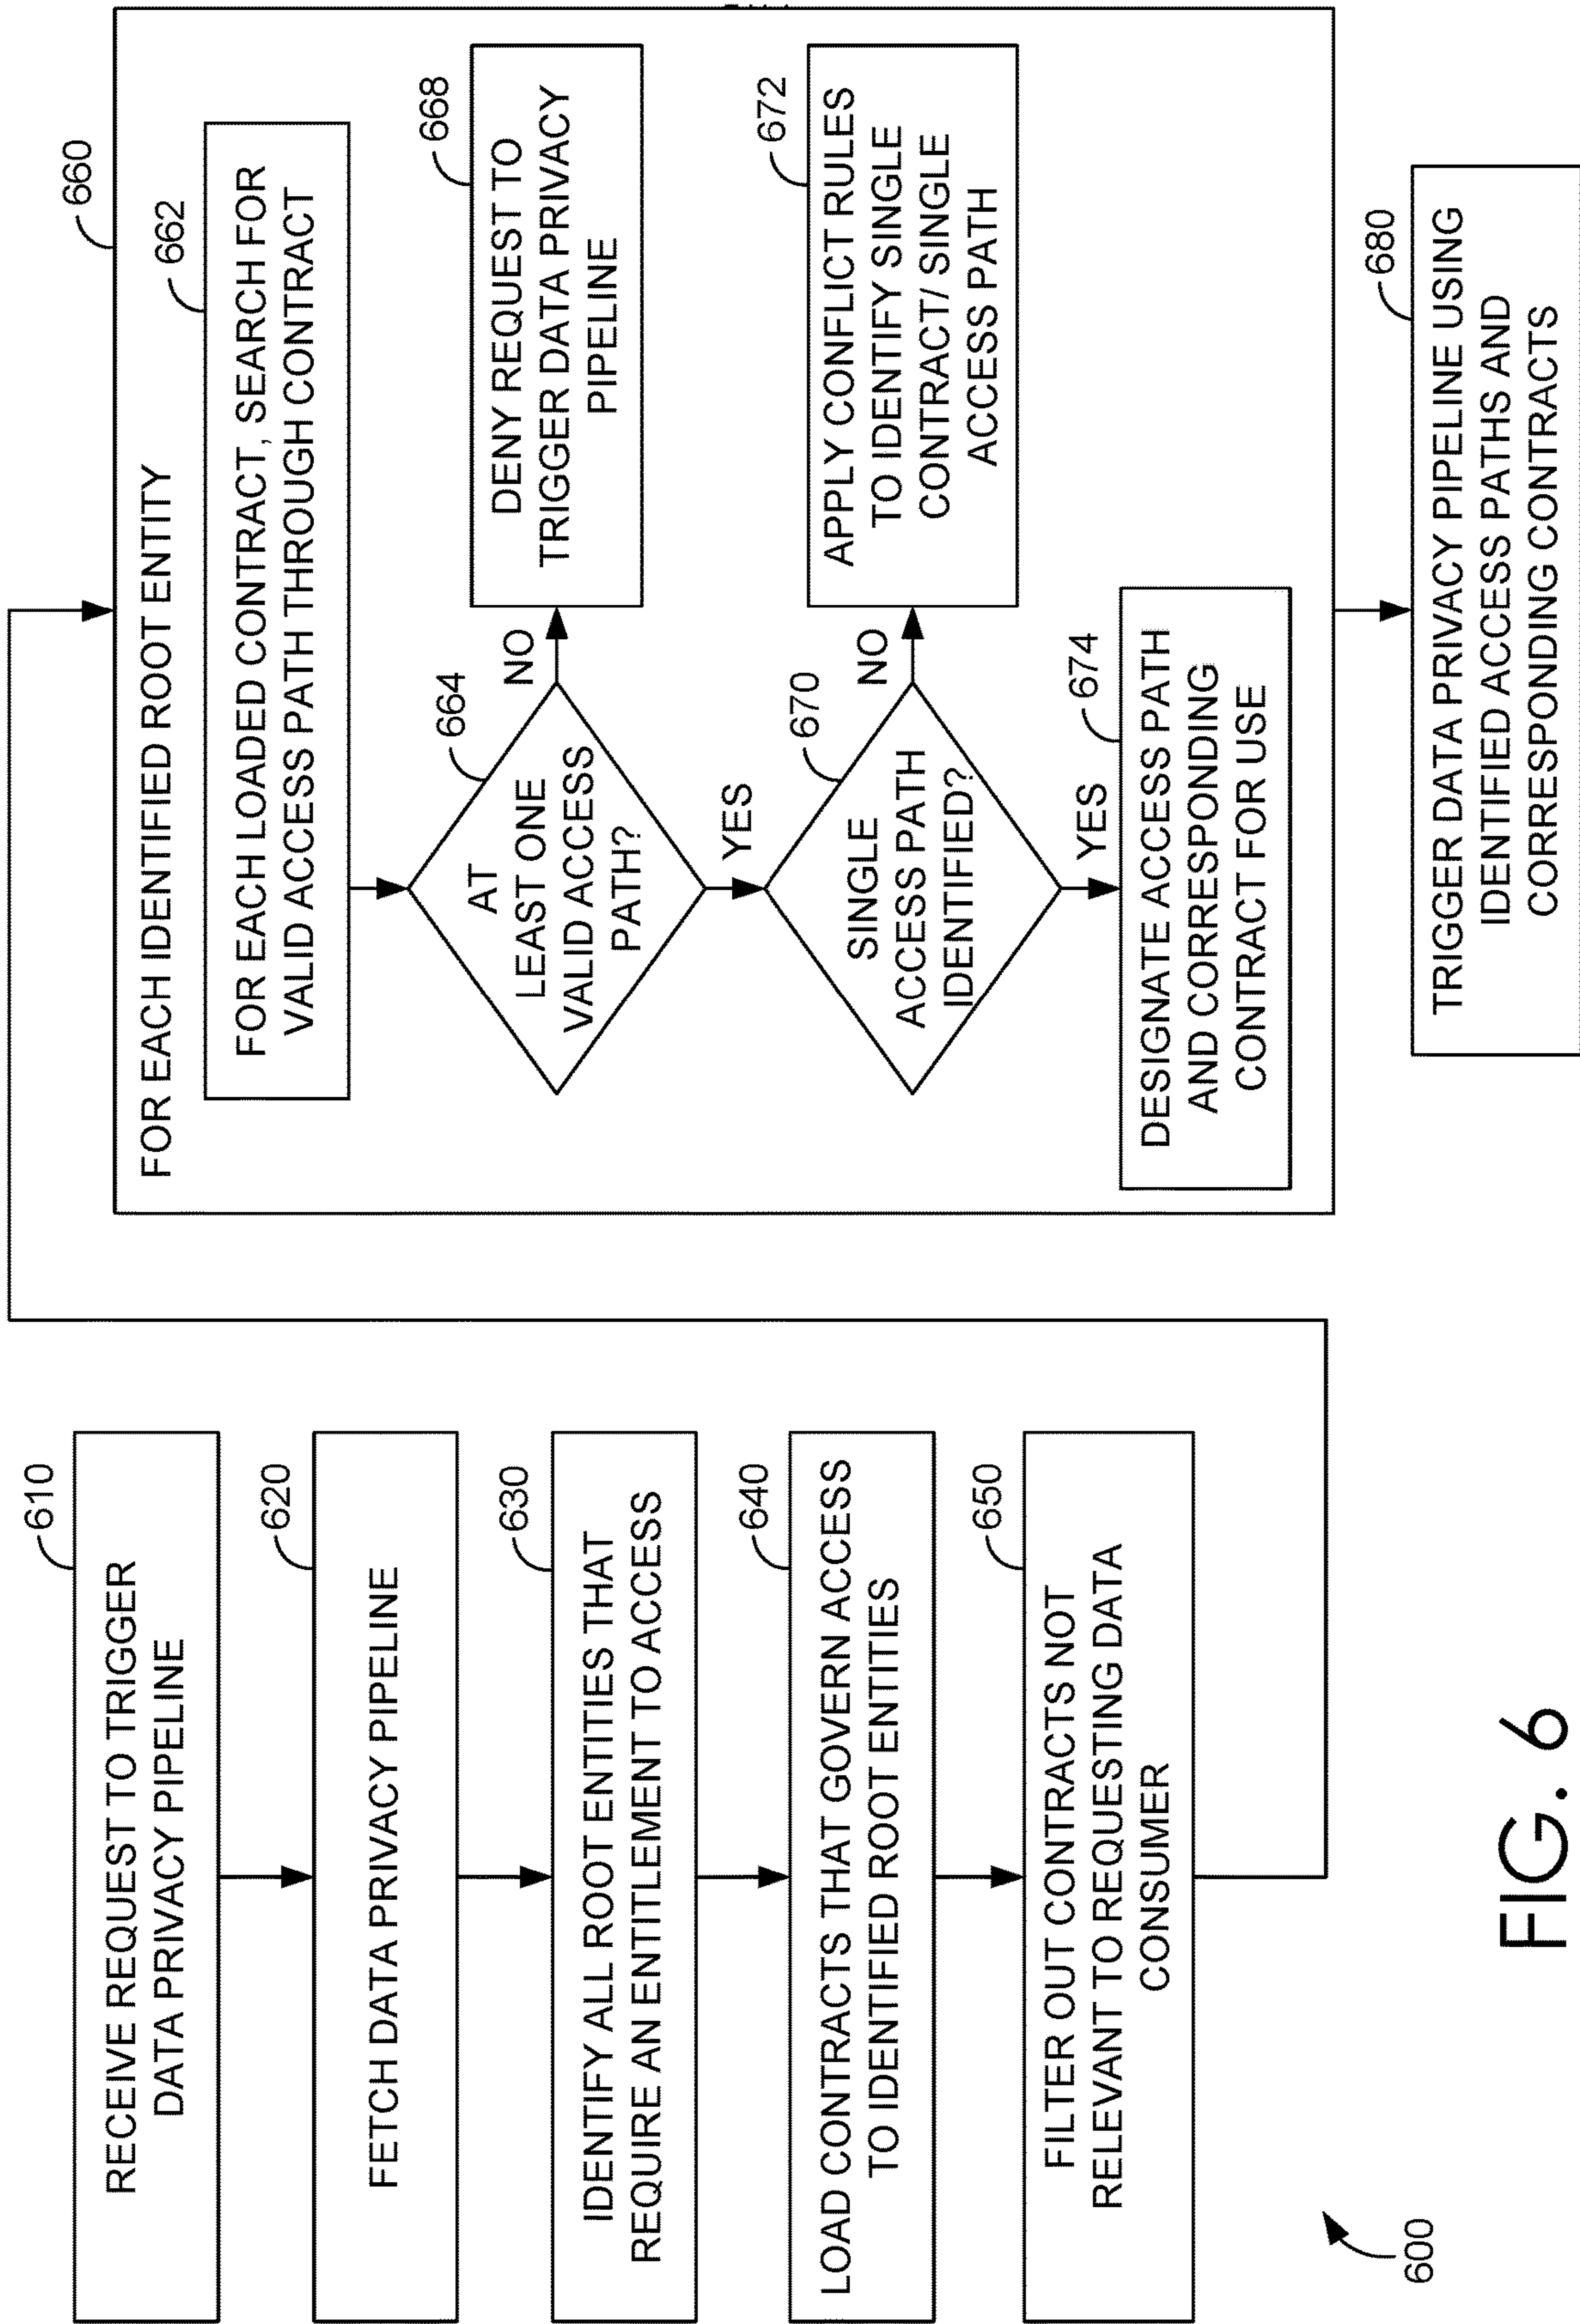 610
RECEIVE REQUEST TO TRIGGER
DATA PRIVACY PIPELINE
620
FETCH DATA PRIVACY PIPELINE
630
IDENTIFY ALL ROOT ENTITIES THAT
REQUIRE AN ENTITLEMENT TO ACCESS
640
LOAD CONTRACTS THAT GOVERN ACCESS
TO IDENTIFIED ROOT ENTITIES
650
FILTER OUT CONTRACTS NOT
RELEVANT TO REQUESTING DATA
CONSUMER
660
FOR EACH IDENTIFIED ROOT ENTITY
662
FOR EACH LOADED CONTRACT, SEARCH FOR
VALID ACCESS PATH THROUGH CONTRACT
664
AT
LEAST ONE
VALID ACCESS
PATH?
NO
668
DENY REQUEST TO
TRIGGER DATA PRIVACY
PIPELINE
YES
670
SINGLE
ACCESS PATH
IDENTIFIED?
NO
672
APPLY CONFLICT RULES
TO IDENTIFY SINGLE
CONTRACT/ SINGLE
ACCESS PATH
YES
674
DESIGNATE ACCESS PATH
AND CORRESPONDING
CONTRACT FOR USE
680
TRIGGER DATA PRIVACY PIPELINE USING
IDENTIFIED ACCESS PATHS AND
CORRESPONDING CONTRACTS
600
FIG. 6